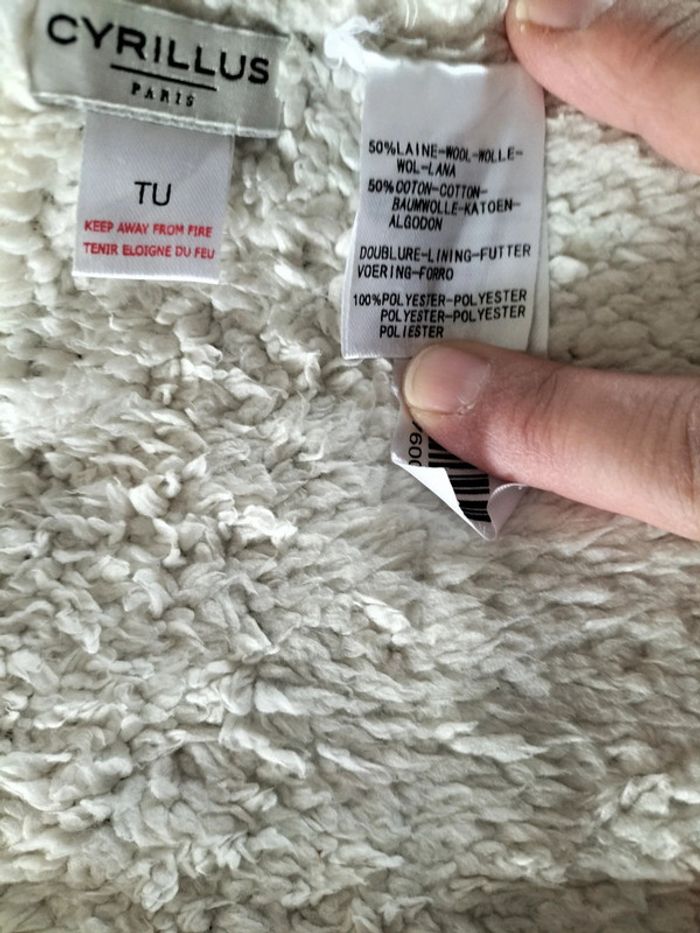 CYRILLUS
PARIS
TU
KEEP AWAY FROM FIRE
TENIR ELOIGNE DU FEU
50%LAINE-WOOL-WOLLE-
WOL-LANA
50%COTON-COTTON-
BAUMWOLLE-KATOEN-
ALGODON
DOUBLURE-LINING-FUTTER
VOERING-FORRO
100%POLYESTER-POLYESTER
POLYESTER-POLYESTER
POLIESTER